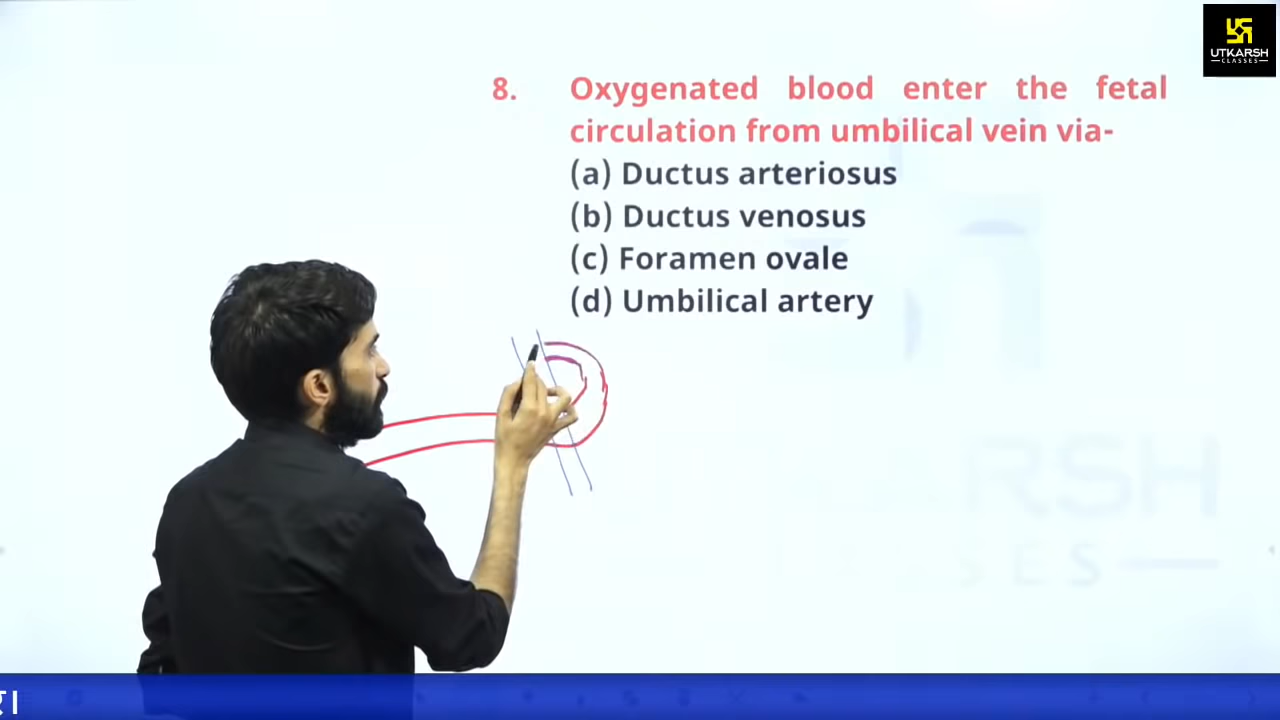 UTKARSH
CLASSES
8. Oxygenated blood enter the fetal
circulation from umbilical vein via-
(a) Ductus arteriosus
(b) Ductus venosus
(c) Foramen ovale
(d) Umbilical artery